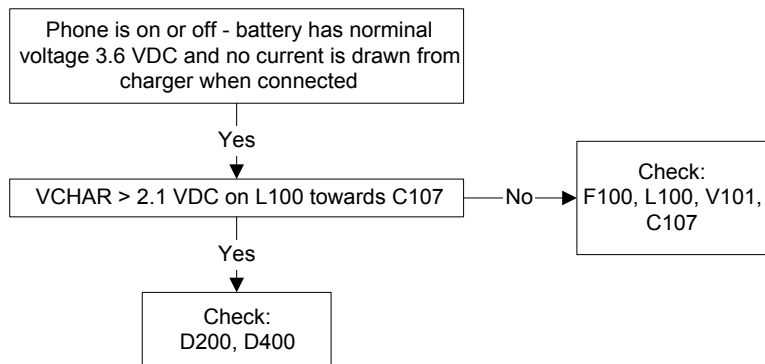 Phone is on or off - battery has norminal
voltage 3.6 VDC and no current is drawn from
charger when connected
Yes
VCHAR > 2.1 VDC on L100 towards C107
No
Check:
F100, L100, V101,
C107
Yes
Check:
D200, D400